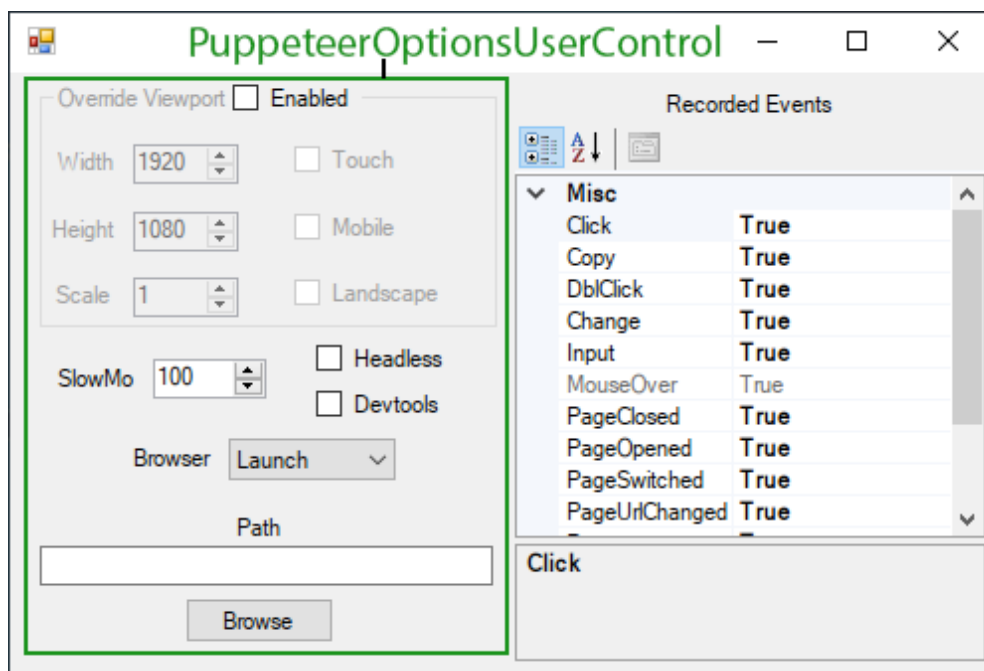 PuppeteerOptionsUserControl
Override Viewport Enabled
Width 1920 Touch
Height 1080 Mobile
Scale 1 Landscape
SlowMo 100
Headless
Devtools
Browser Launch
Path
Browse
Recorded Events
A
Z
Misc
Click True
Copy True
DblClick True
Change True
Input True
MouseOver True
PageClosed True
PageOpened True
PageSwitched True
PageUrlChanged True
Click